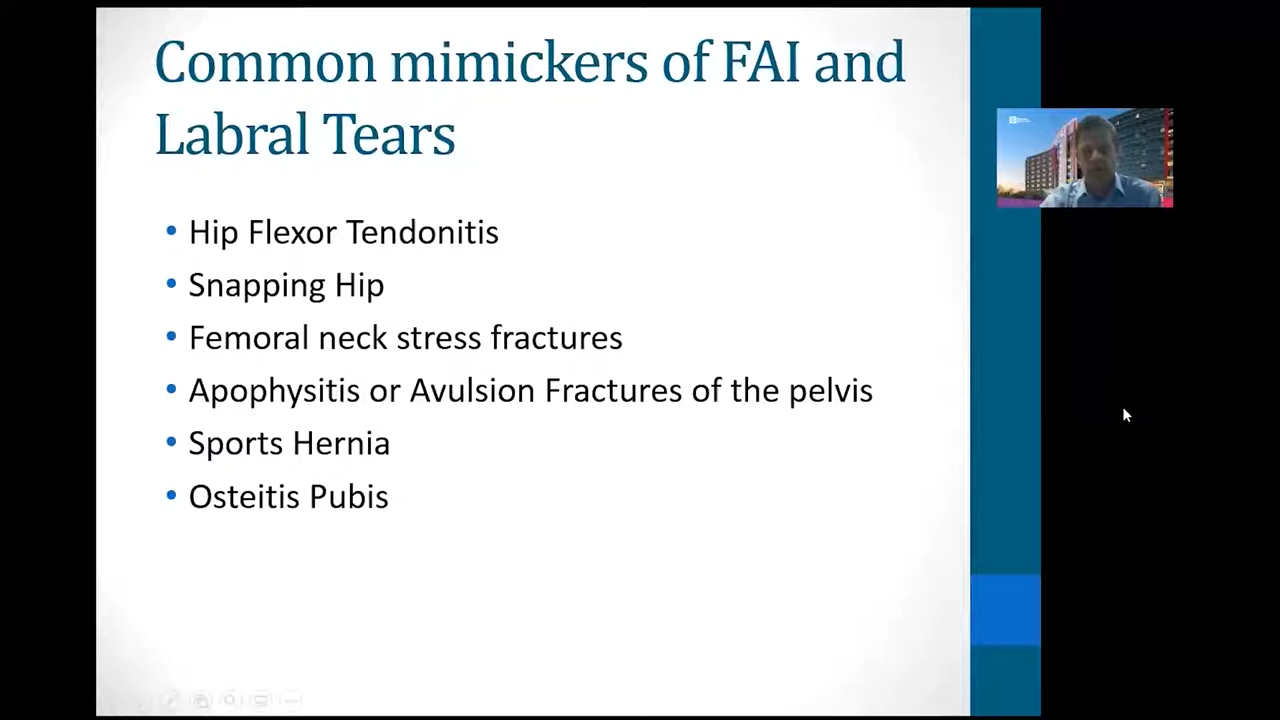 Common mimickers of FAI and
Labral Tears
• Hip Flexor Tendonitis
• Snapping Hip
• Femoral neck stress fractures
• Apophysitis or Avulsion Fractures of the pelvis
• Sports Hernia
• Osteitis Pubis